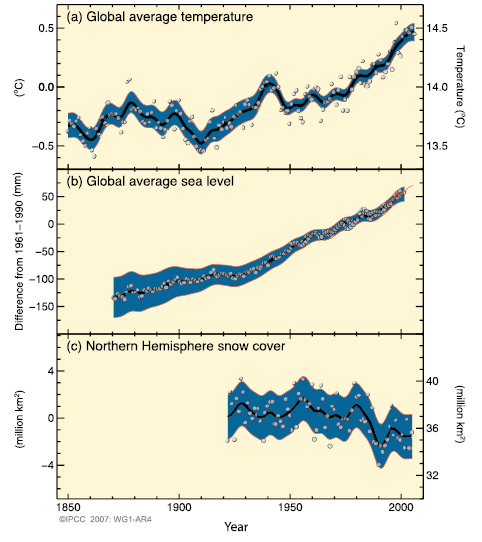 (a) Global average temperature
0.5
0.0
−0.5
(°C)
14.5
14.0
13.5
Temperature (°C)
(b) Global average sea level
50
0
−50
−100
−150
(mm)
Difference from 1961–1990
(c) Northern Hemisphere snow cover
4
0
−4
(million km²)
40
36
32
(million km²)
1850
1900
1950
2000
©IPCC 2007: WG1-AR4
Year